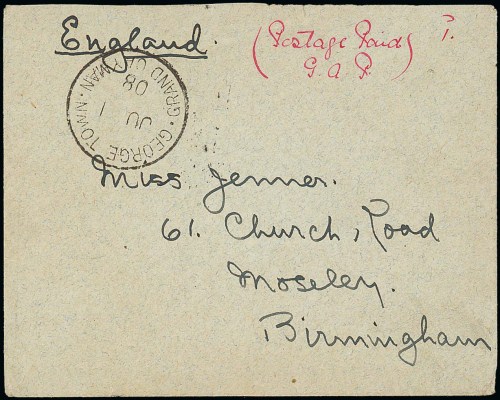 England.
(Postage Paid)
G.A.P.
P.
GEORGE TOWN · GRAND CAYMAN ·
JU 1
08
Miss Jenner.
61. Church, Road
Moseley.
Birmingham